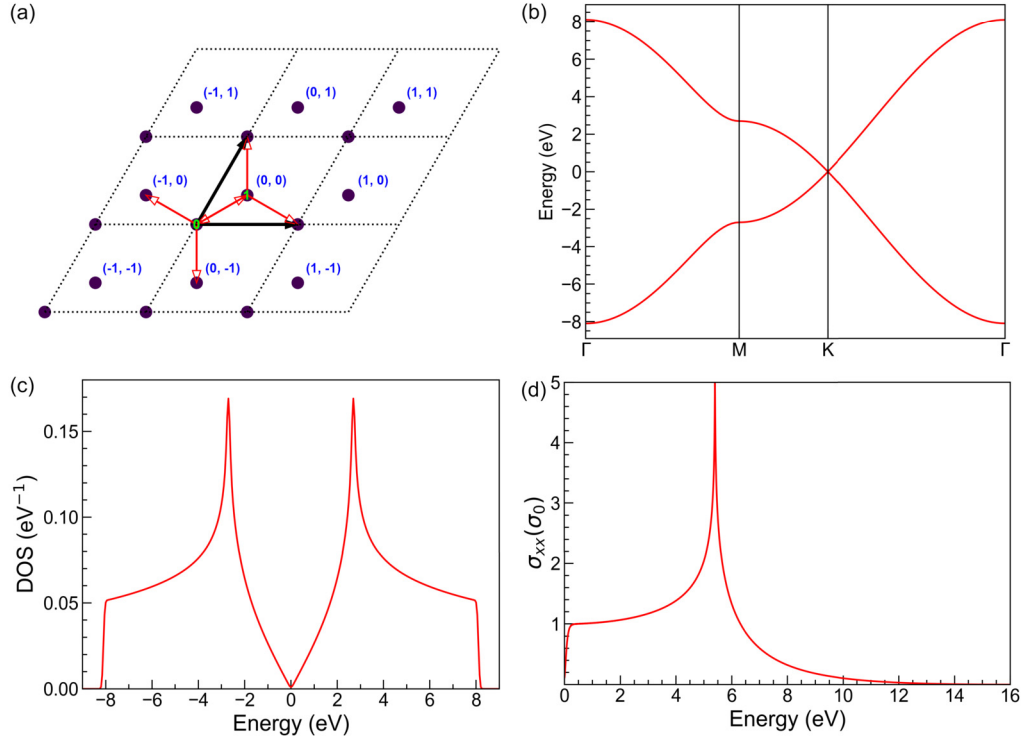 (a)
(-1, 1) (0, 1) (1, 1)
(-1, 0) (0, 0) (1, 0)
1
0
(-1, -1) (0, -1) (1, -1)
(b)
Energy (eV)
8
6
4
2
0
−2
−4
−6
−8
Γ M K Γ
(c)
DOS (eV⁻¹)
0.15
0.10
0.05
0.00
−8 −6 −4 −2 0 2 4 6 8
Energy (eV)
(d)
σxx(σ0)
5
4
3
2
1
0 2 4 6 8 10 12 14 16
Energy (eV)